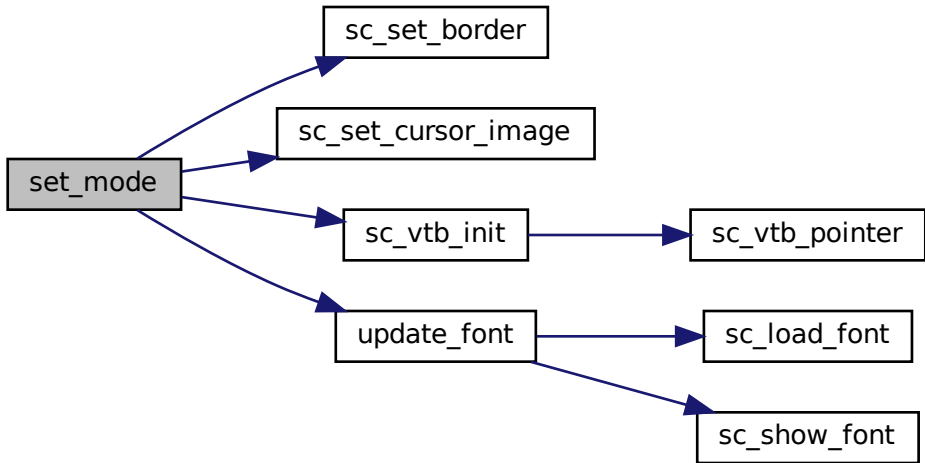 sc_set_border
sc_set_cursor_image
set_mode
sc_vtb_init
sc_vtb_pointer
update_font
sc_load_font
sc_show_font